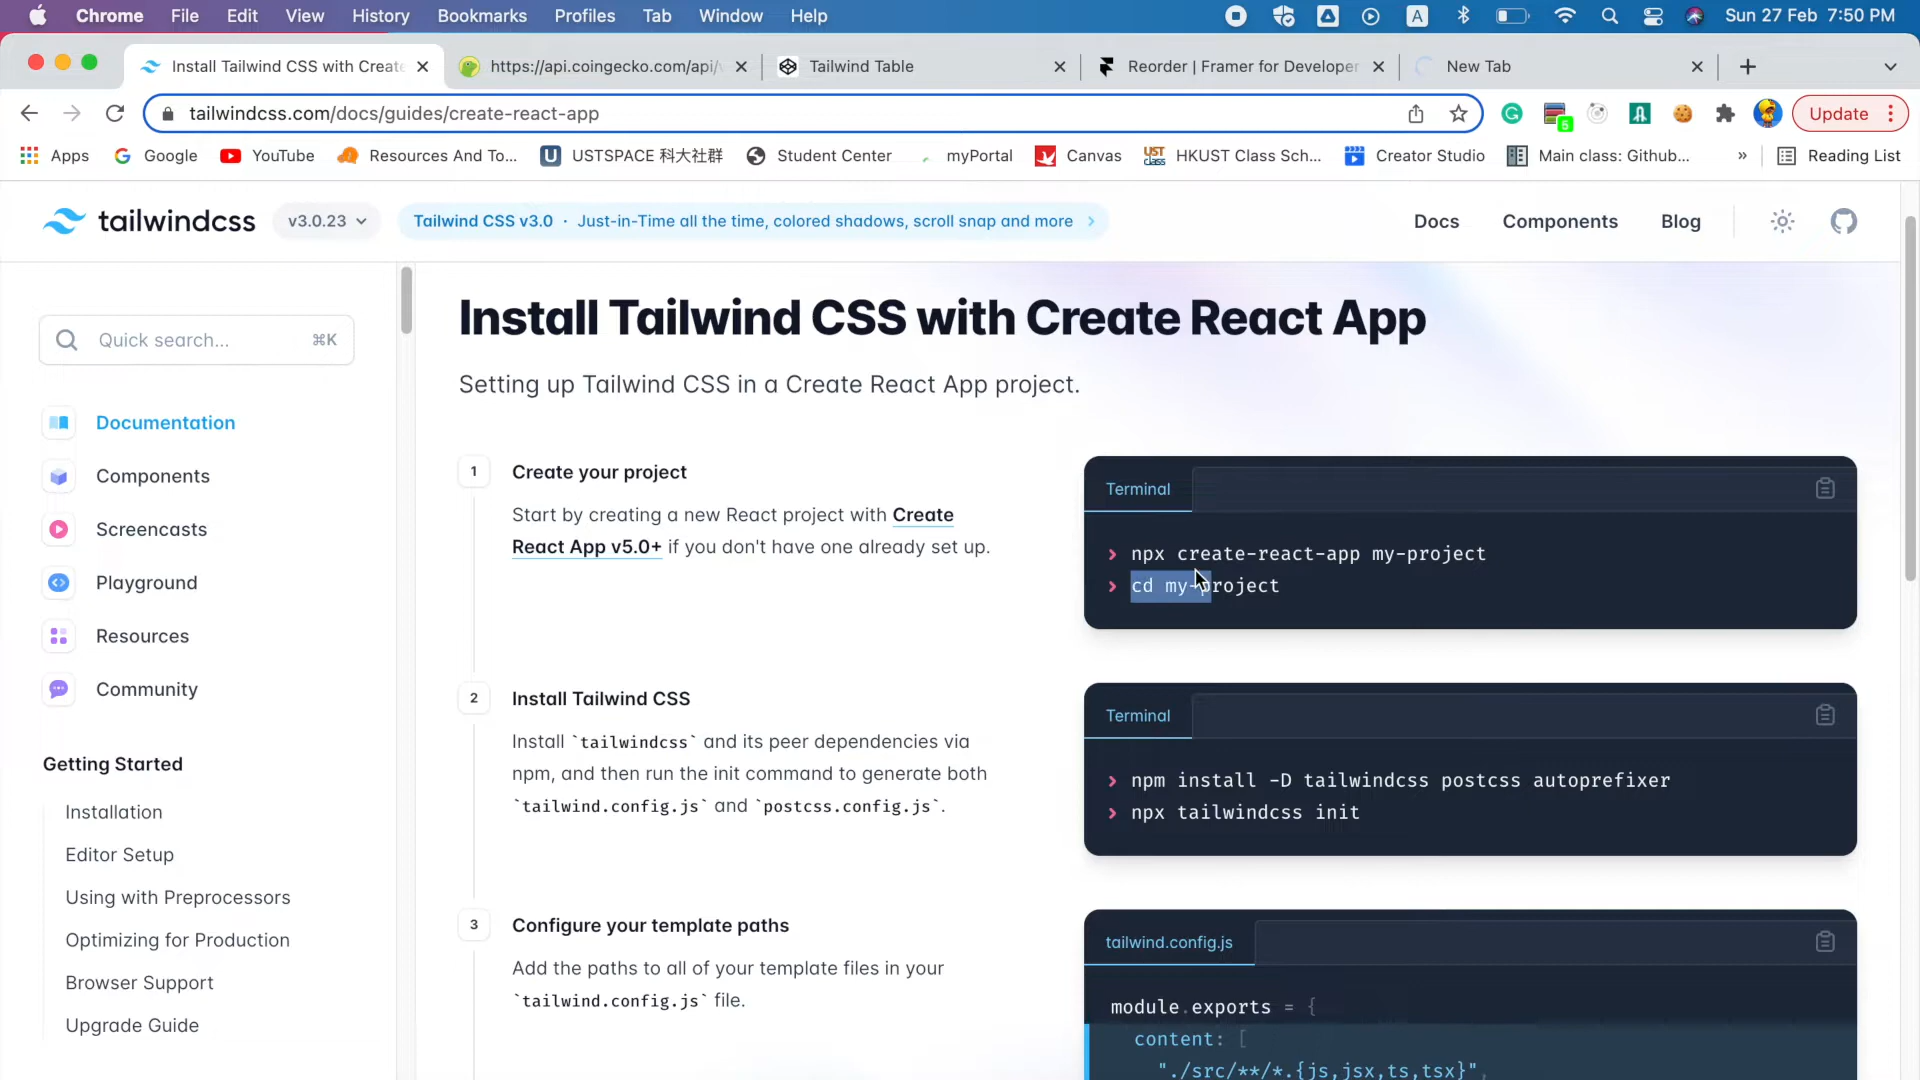 Chrome File Edit View History Bookmarks Profiles Tab Window Help A Sun 27 Feb 7:50 PM
Install Tailwind CSS with Create https://api.coingecko.com/api/ Tailwind Table Reorder | Framer for Developer New Tab
tailwindcss.com/docs/guides/create-react-app 5 Update
Apps Google YouTube Resources And To... USTSPACE 科大社群 Student Center myPortal Canvas HKUST Class Sch... Creator Studio Main class: Github... » Reading List
tailwindcss v3.0.23 Tailwind CSS v3.0 · Just-in-Time all the time, colored shadows, scroll snap and more Docs Components Blog
Quick search... ⌘K
Documentation
Components
Screencasts
Playground
Resources
Community
Getting Started
Installation
Editor Setup
Using with Preprocessors
Optimizing for Production
Browser Support
Upgrade Guide
Install Tailwind CSS with Create React App
Setting up Tailwind CSS in a Create React App project.
1 Create your project
Start by creating a new React project with Create
React App v5.0+ if you don't have one already set up.
Terminal
› npx create-react-app my-project
› cd my-project
2 Install Tailwind CSS
Install `tailwindcss` and its peer dependencies via
npm, and then run the init command to generate both
`tailwind.config.js` and `postcss.config.js`.
Terminal
› npm install -D tailwindcss postcss autoprefixer
› npx tailwindcss init
3 Configure your template paths
Add the paths to all of your template files in your
`tailwind.config.js` file.
tailwind.config.js
module.exports = {
content: [
"./src/**/*.{js,jsx,ts,tsx}",